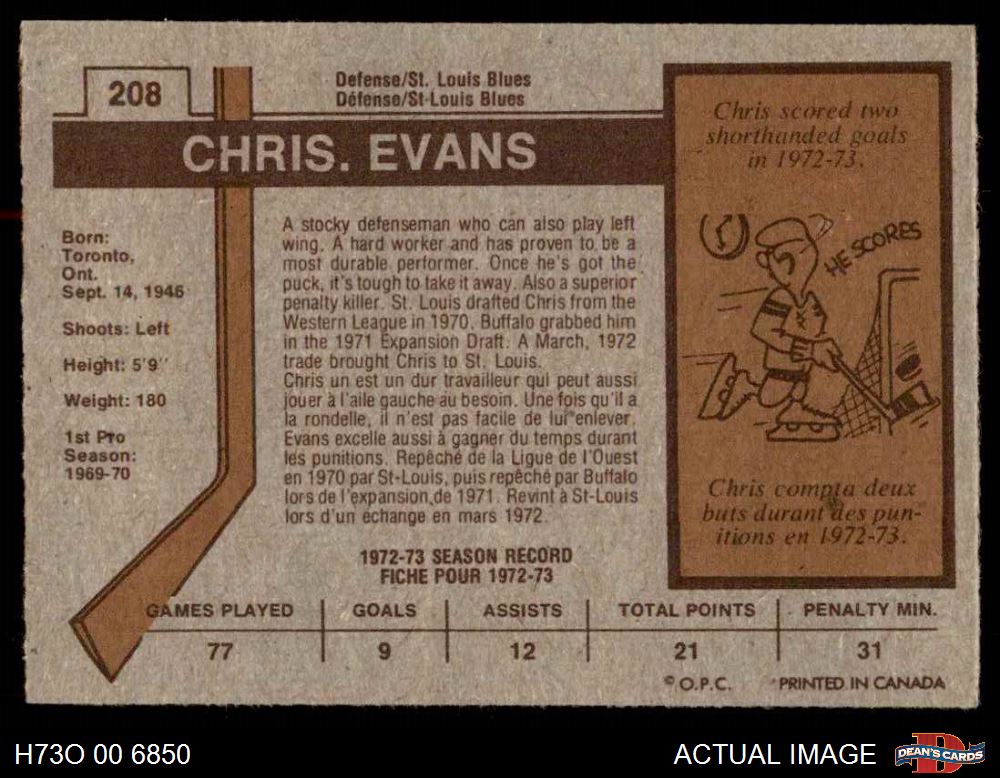 208
Defense/St. Louis Blues
Défense/St-Louis Blues
CHRIS. EVANS
Born:
Toronto,
Ont.
Sept. 14, 1946
Shoots: Left
Height: 5'9''
Weight: 180
1st Pro
Season:
1969-70
A stocky defenseman who can also play left
wing. A hard worker and has proven to be a
most durable performer. Once he's got the
puck, it's tough to take it away. Also a superior
penalty killer. St. Louis drafted Chris from the
Western League in 1970. Buffalo grabbed him
in the 1971 Expansion Draft. A March, 1972
trade brought Chris to St. Louis.
Chris un est un dur travailleur qui peut aussi
jouer à l'aile gauche au besoin. Une fois qu'il a
la rondelle, il n'est pas facile de lui enlever.
Evans excelle aussi à gagner du temps durant
les punitions. Repêché de la Ligue de l'Ouest
en 1970 par St-Louis, puis repêché par Buffalo
lors de l'expansion de 1971. Revint à St-Louis
lors d'un echange en mars 1972.
Chris scored two
shorthanded goals
in 1972-73.
HE SCORES
Chris compta deux
buts durant des pun-
itions en 1972-73.
1972-73 SEASON RECORD
FICHE POUR 1972-73
GAMES PLAYED GOALS ASSISTS TOTAL POINTS PENALTY MIN.
77 9 12 21 31
© O.P.C. PRINTED IN CANADA
H73O 00 6850
ACTUAL IMAGE
D
DEAN'S CARDS